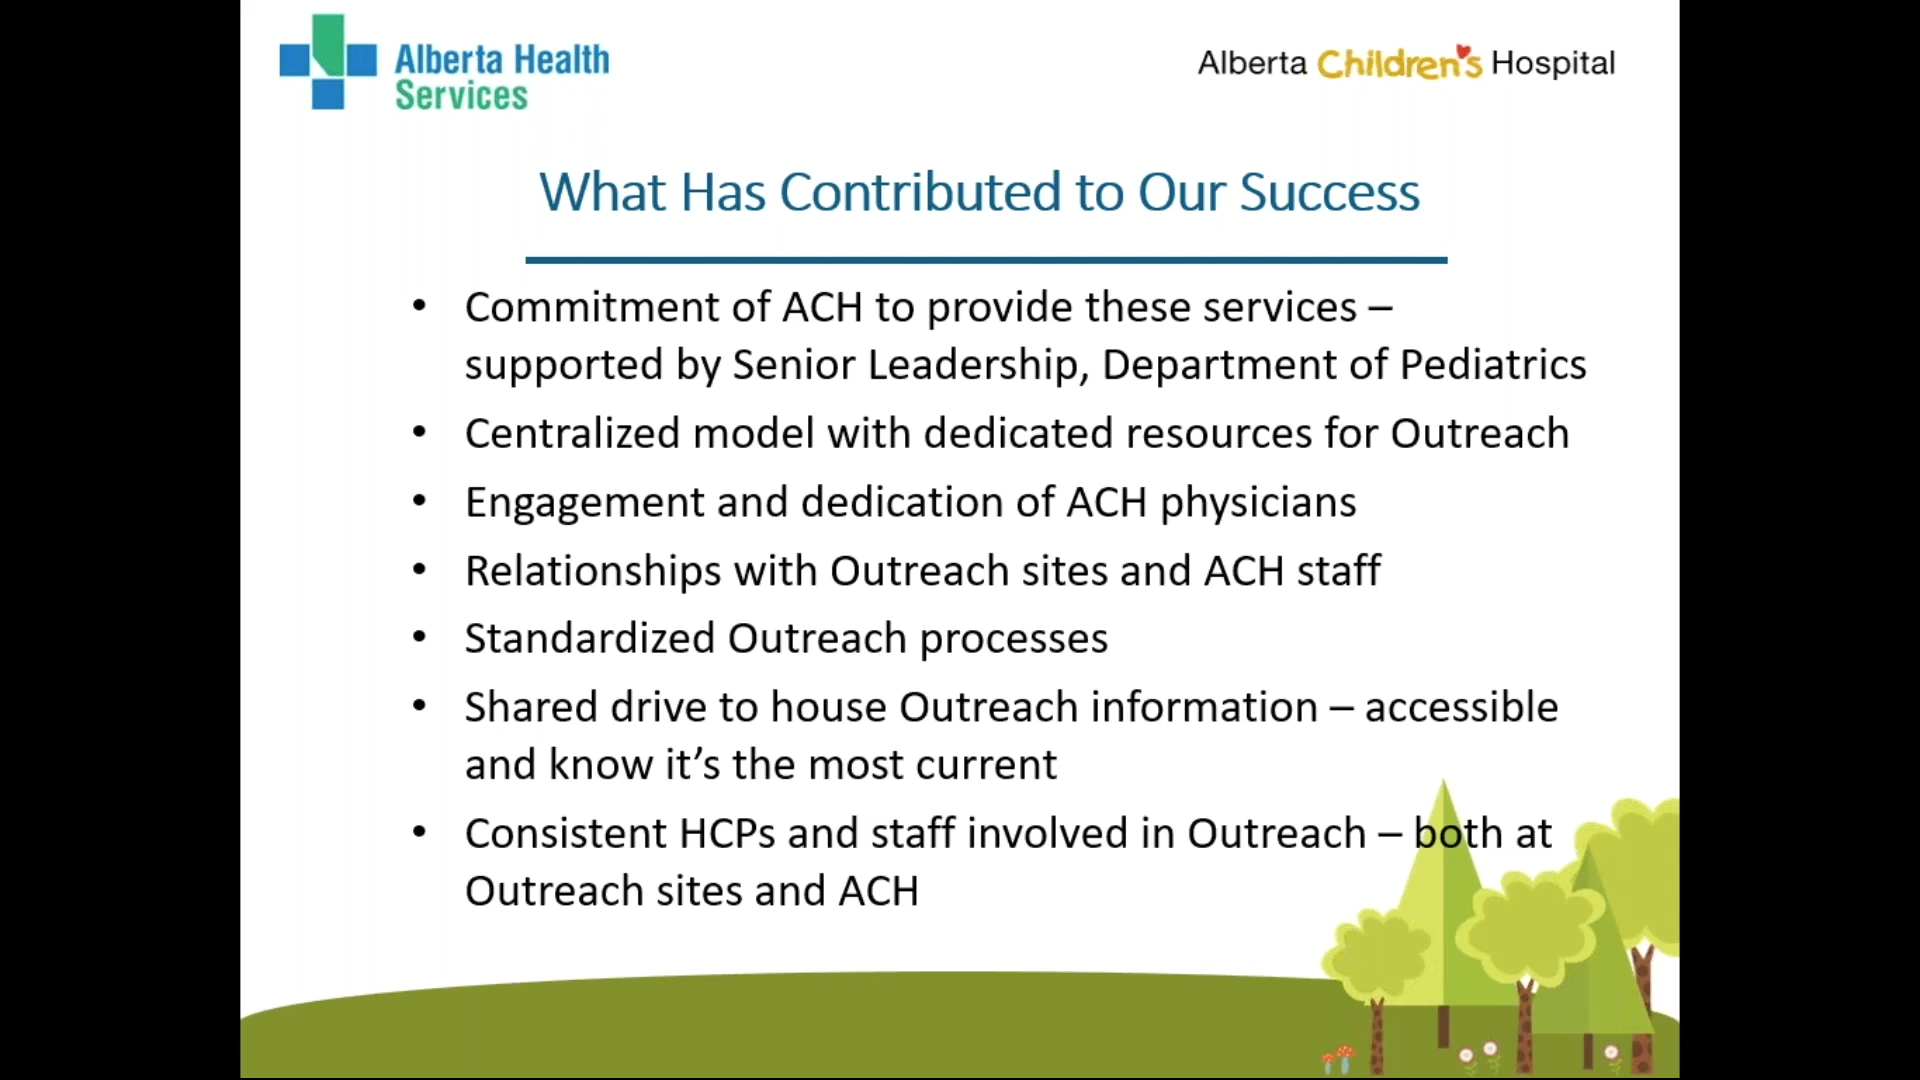 Alberta Health
Services
Alberta Children's Hospital
What Has Contributed to Our Success
• Commitment of ACH to provide these services –
supported by Senior Leadership, Department of Pediatrics
• Centralized model with dedicated resources for Outreach
• Engagement and dedication of ACH physicians
• Relationships with Outreach sites and ACH staff
• Standardized Outreach processes
• Shared drive to house Outreach information – accessible
and know it’s the most current
• Consistent HCPs and staff involved in Outreach – both at
Outreach sites and ACH